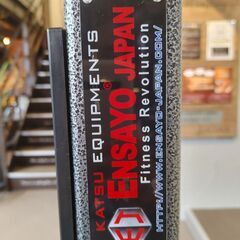 KATSU EQUIPMENTS
ENSAYO JAPAN
Fitness Revolution
HTTP://WWW.ENSAYO-JAPAN.COM/